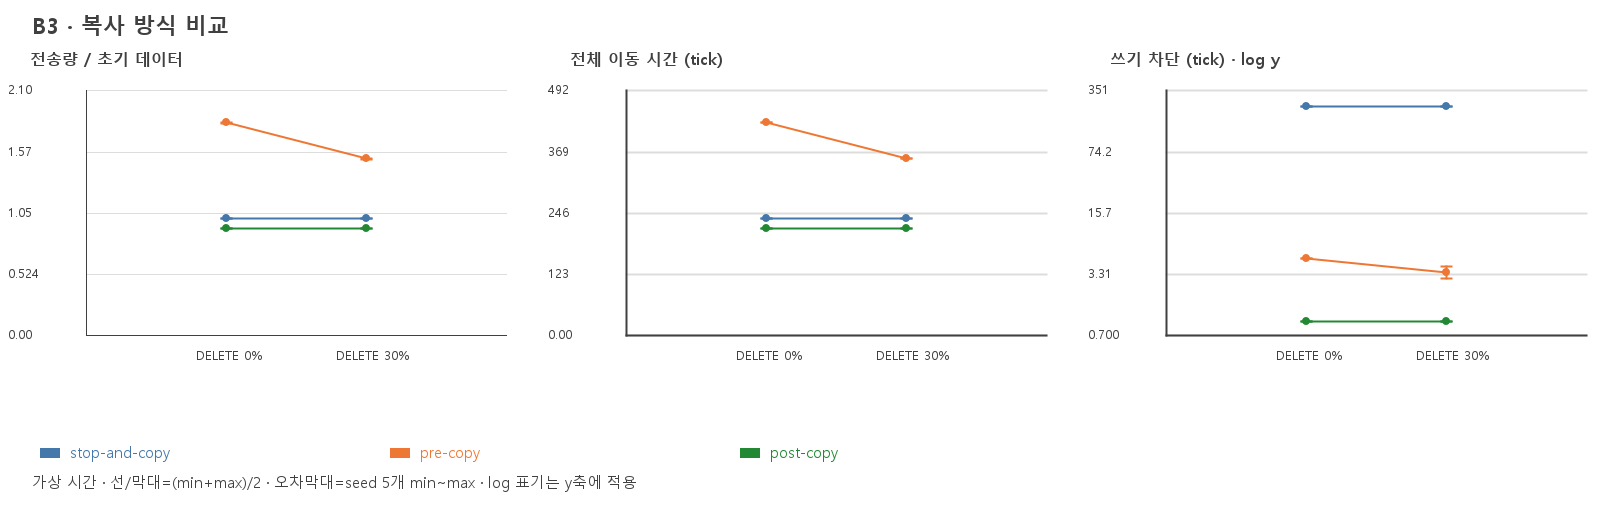 B3 · 복사 방식 비교
전송량 / 초기 데이터
2.10
1.57
1.05
0.524
0.00
DELETE 0% DELETE 30%
전체 이동 시간 (tick)
492
369
246
123
0.00
DELETE 0% DELETE 30%
쓰기 차단 (tick) · log y
351
74.2
15.7
3.31
0.700
DELETE 0% DELETE 30%
stop-and-copy pre-copy post-copy
가상 시간 · 선/막대=(min+max)/2 · 오차막대=seed 5개 min~max · log 표기는 y축에 적용